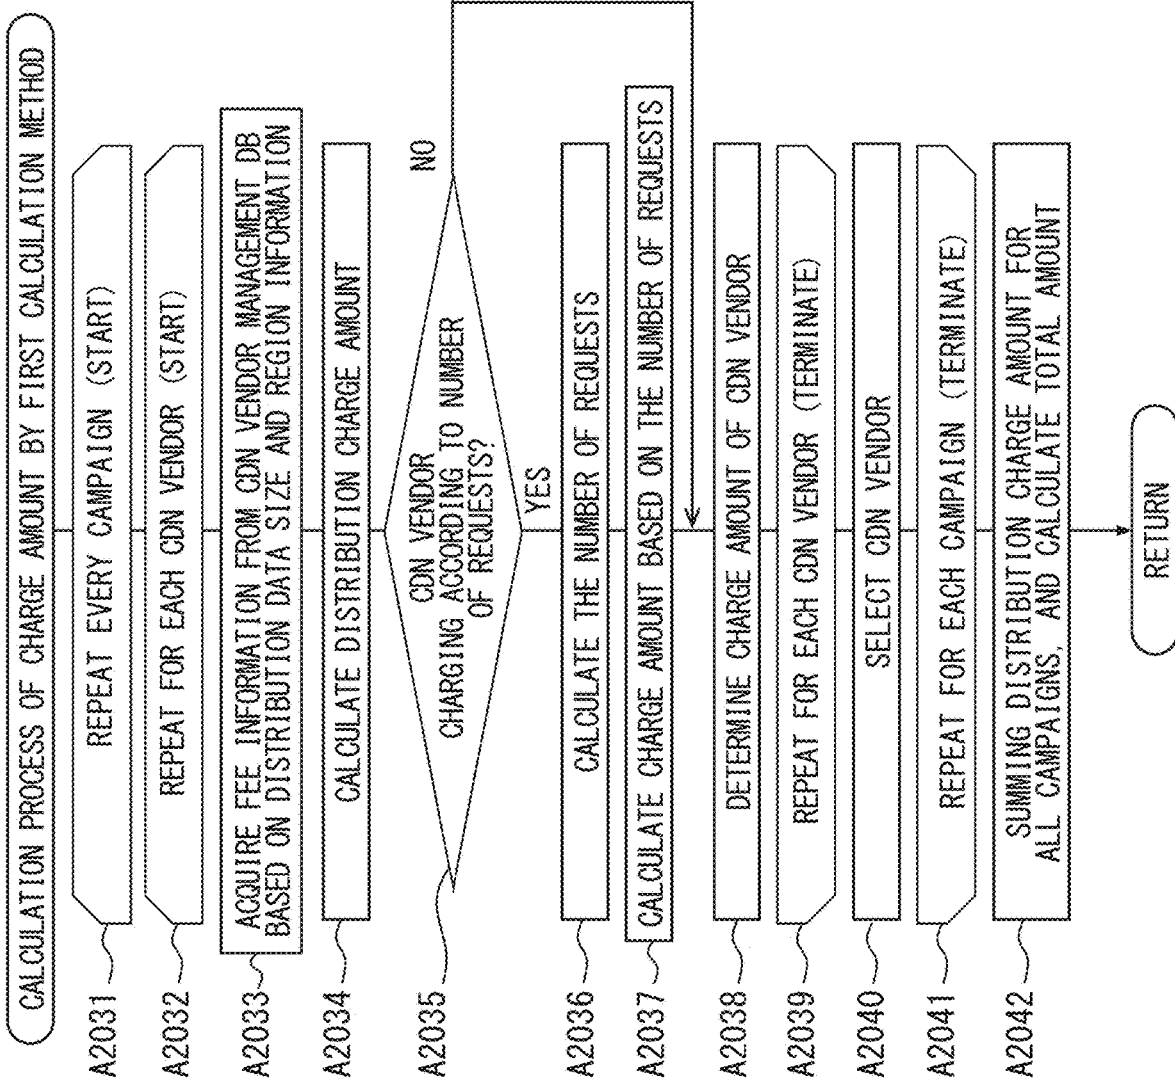 CALCULATION PROCESS OF CHARGE AMOUNT BY FIRST CALCULATION METHOD
A2031
REPEAT EVERY CAMPAIGN (START)
A2032
REPEAT FOR EACH CDN VENDOR (START)
A2033
ACQUIRE FEE INFORMATION FROM CDN VENDOR MANAGEMENT DB
BASED ON DISTRIBUTION DATA SIZE AND REGION INFORMATION
A2034
CALCULATE DISTRIBUTION CHARGE AMOUNT
A2035
CDN VENDOR
CHARGING ACCORDING TO NUMBER
OF REQUESTS?
NO
YES
A2036
CALCULATE THE NUMBER OF REQUESTS
A2037
CALCULATE CHARGE AMOUNT BASED ON THE NUMBER OF REQUESTS
A2038
DETERMINE CHARGE AMOUNT OF CDN VENDOR
A2039
REPEAT FOR EACH CDN VENDOR (TERMINATE)
A2040
SELECT CDN VENDOR
A2041
REPEAT FOR EACH CAMPAIGN (TERMINATE)
A2042
SUMMING DISTRIBUTION CHARGE AMOUNT FOR
ALL CAMPAIGNS, AND CALCULATE TOTAL AMOUNT
RETURN